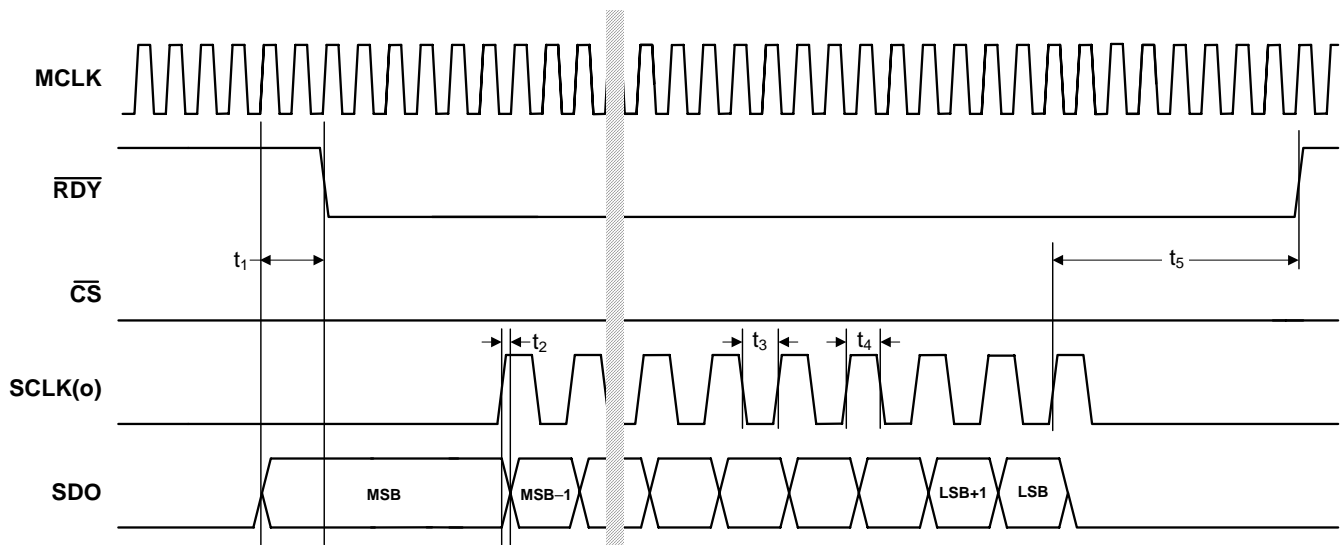 MCLK
RDY
t1
t5
CS
t2
t3
t4
SCLK(o)
SDO
MSB
MSB–1
LSB+1
LSB